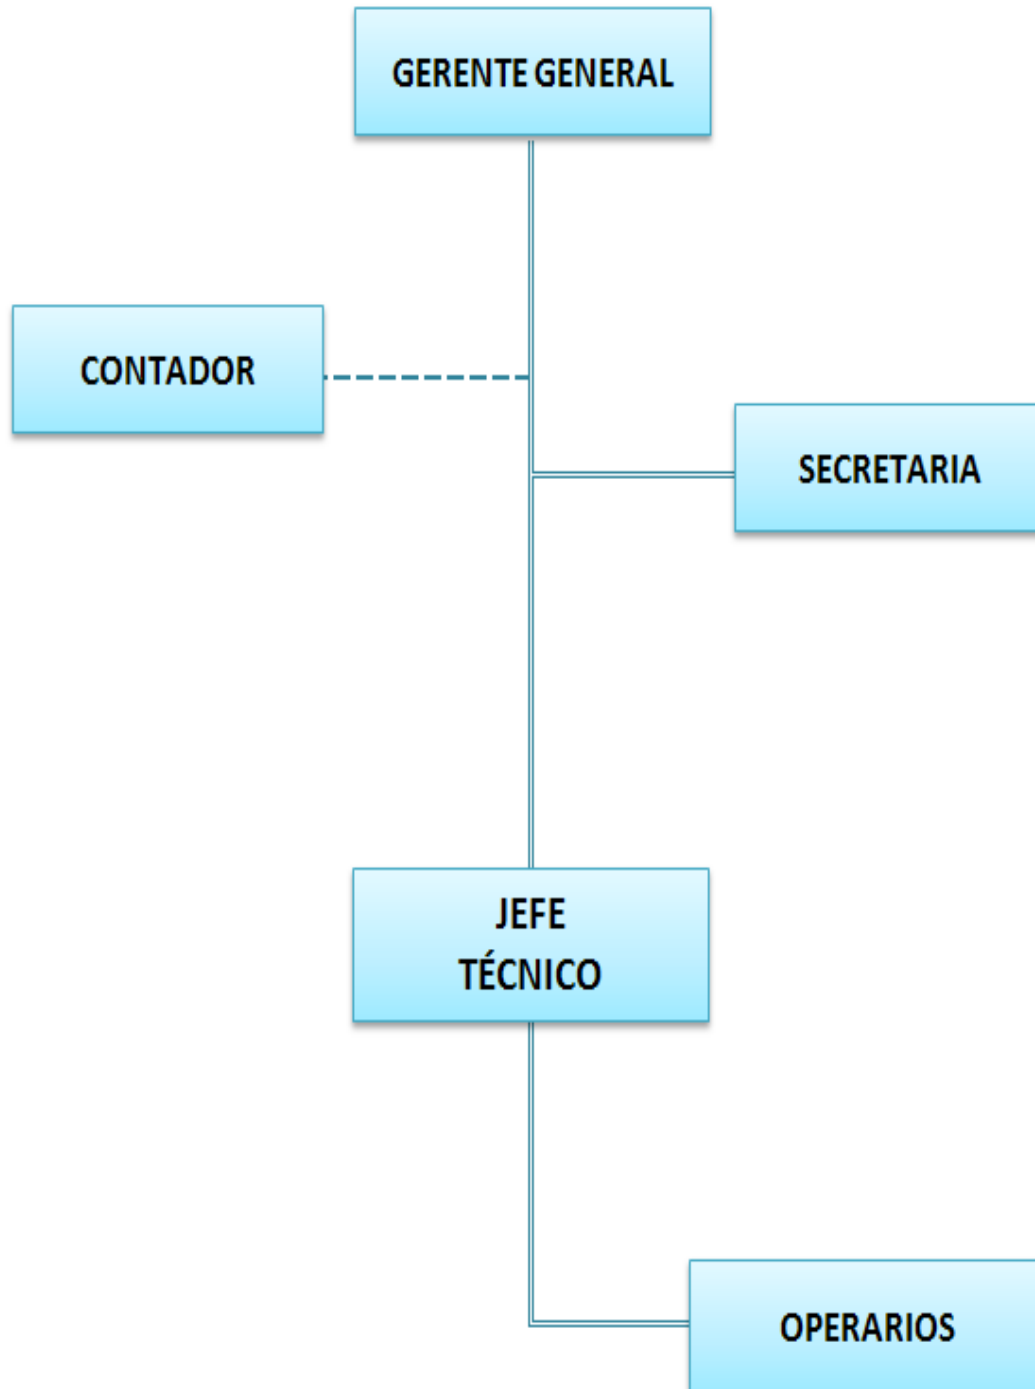 GERENTE GENERAL
CONTADOR
SECRETARIA
JEFE
TÉCNICO
OPERARIOS